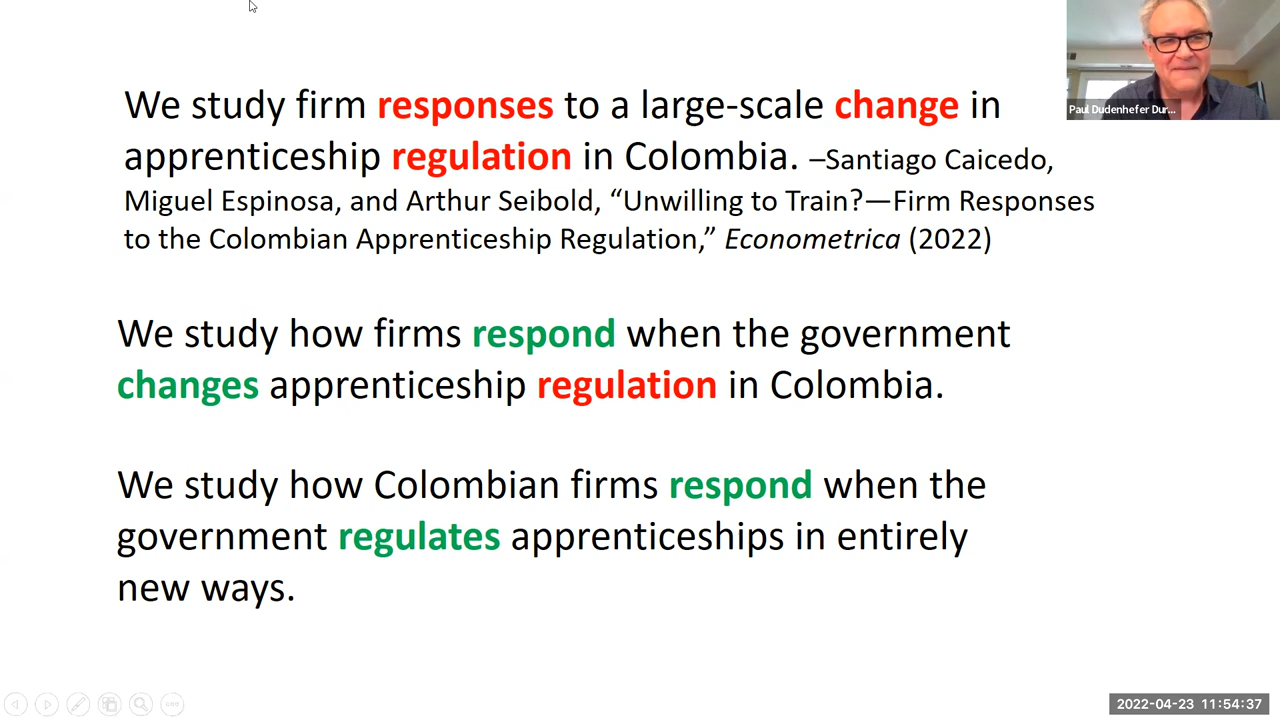 We study firm responses to a large-scale change in
apprenticeship regulation in Colombia. –Santiago Caicedo,
Miguel Espinosa, and Arthur Seibold, “Unwilling to Train?—Firm Responses
to the Colombian Apprenticeship Regulation,” Econometrica (2022)
We study how firms respond when the government
changes apprenticeship regulation in Colombia.
We study how Colombian firms respond when the
government regulates apprenticeships in entirely
new ways.
Paul Dudenhefer Dur...
2022-04-23 11:54:37